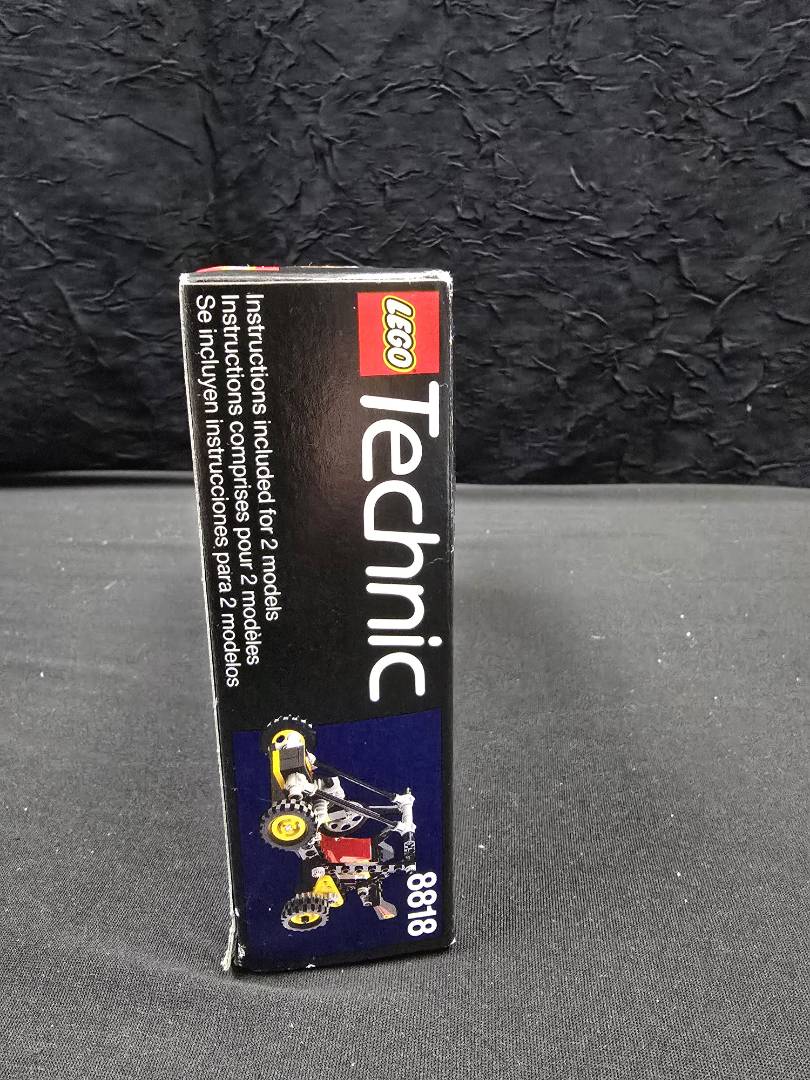 LEGO
Technic
8818
Instructions included for 2 models
Instructions comprises pour 2 modèles
Se incluyen instrucciones para 2 modelos